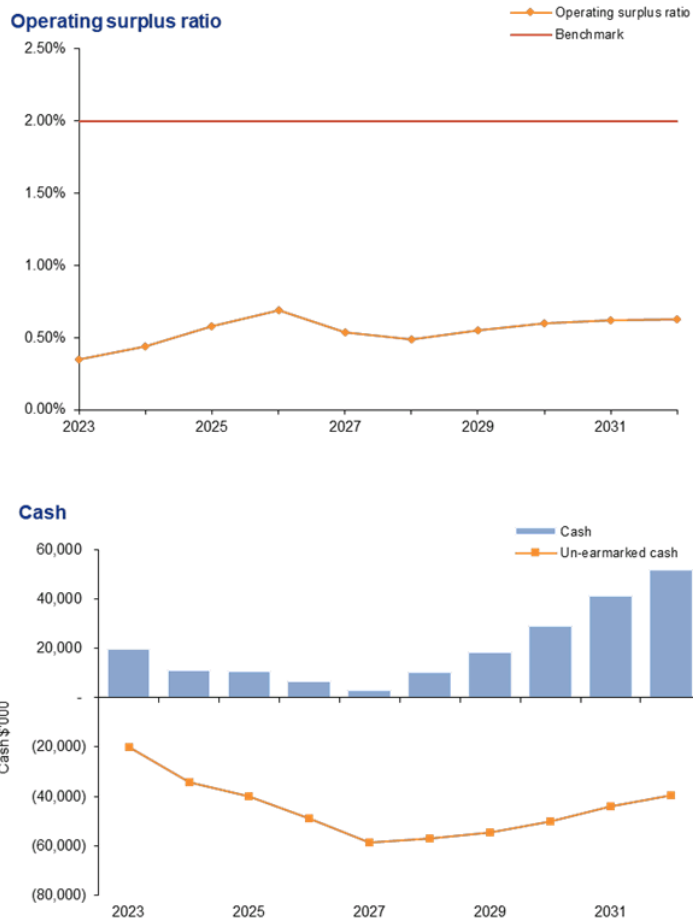 Operating surplus ratio
Operating surplus ratio
Benchmark
2.50%
2.00%
1.50%
1.00%
0.50%
0.00%
2023 2025 2027 2029 2031
Cash
Cash
Un-earmarked cash
60,000
40,000
20,000
-
(20,000)
(40,000)
(60,000)
(80,000)
Cash $'000
2023 2025 2027 2029 2031